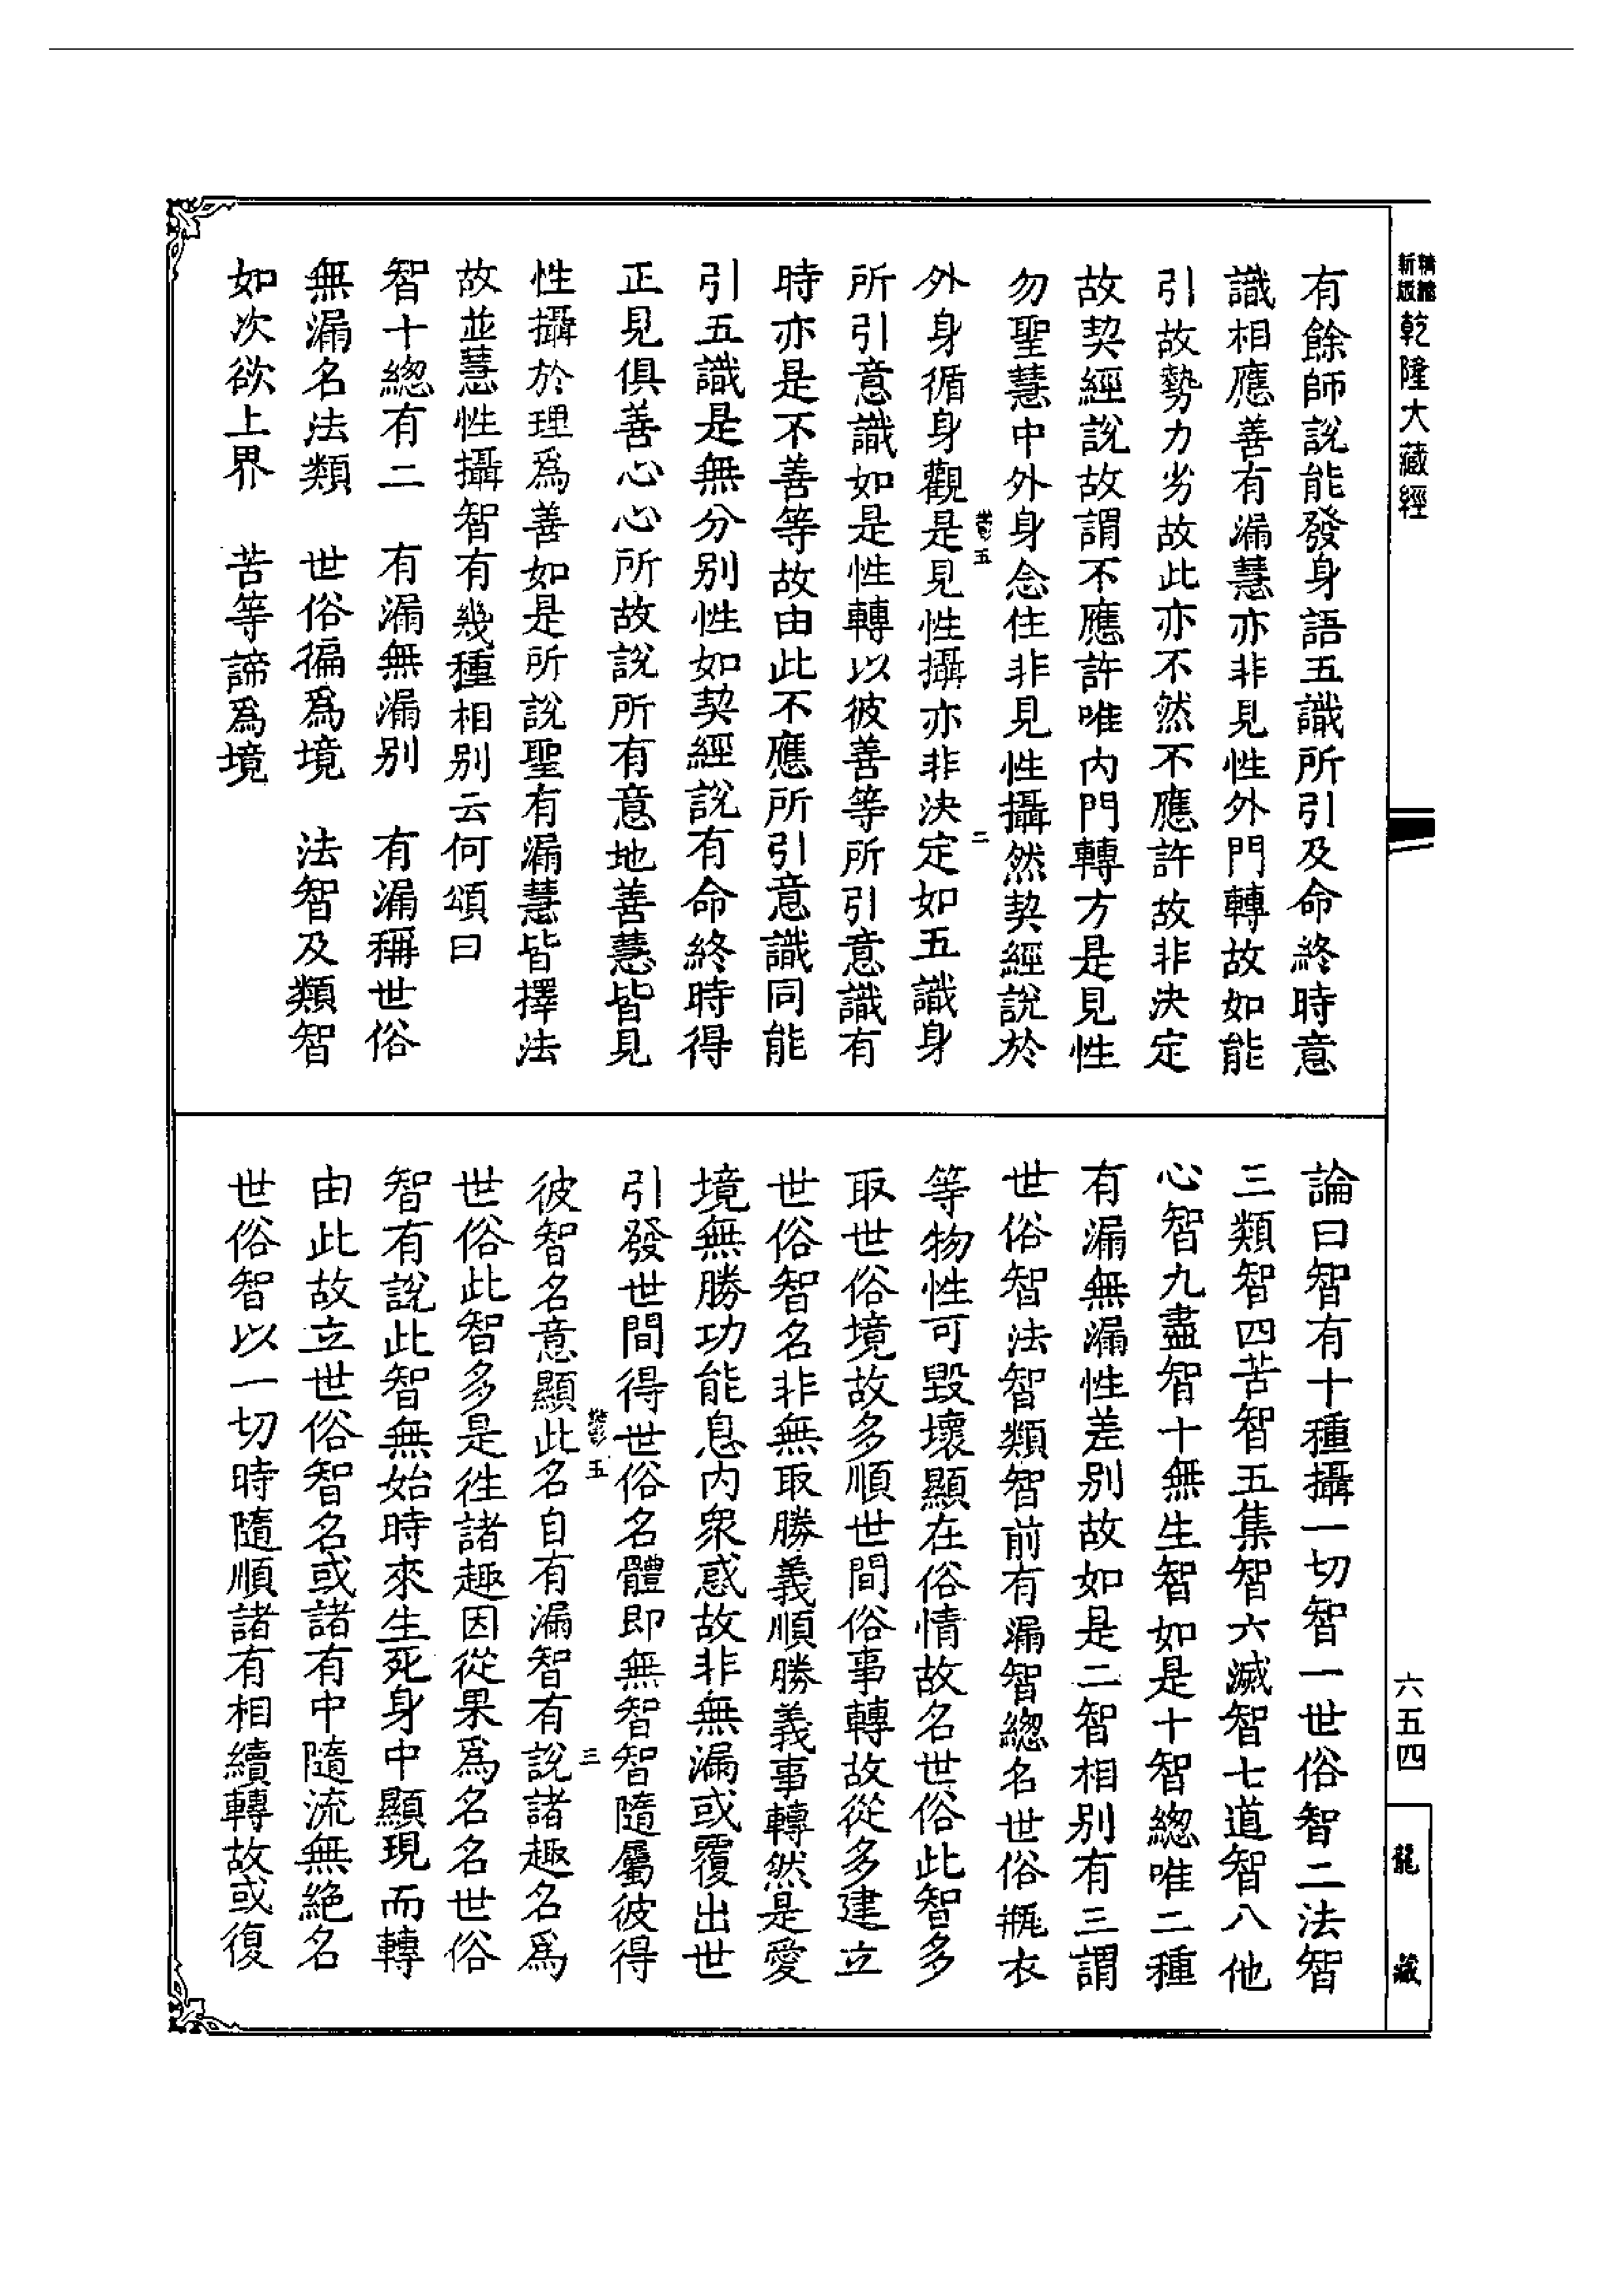 精縮
新版
乾隆大藏經
有餘師說能發身語五識所引及命終時意
識相應善有漏慧亦非見性外門轉故如能
引故勢力劣故此亦不然不應許故非決定
故契經說故謂不應許唯內門轉方是見性
勿聖慧中外身念住非見性攝然契經說於
鬱五 二
外身循身觀是見性攝亦非決定如五識身
所引意識如是性轉以彼善等所引意識有
時亦是不善等故由此不應所引意識同能
引五識是無分別性如契經說有命終時得
正見俱善心心所故說所有意地善慧皆見
性攝於理爲善如是所說聖有漏慧皆擇法
故並慧性攝智有幾種相別云何頌曰
智十總有二 有漏無漏別 有漏稱世俗
無漏名法類 世俗徧爲境 法智及類智
如次欲上界 苦等諦爲境
六五四
龍藏
論曰智有十種攝一切智一世俗智二法智
三類智四苦智五集智六滅智七道智八他
心智九盡智十無生智如是十智總唯二種
有漏無漏性差別故如是二智相別有三謂
世俗智法智類智前有漏智總名世俗瓶衣
等物性可毀壞顯在俗情故名世俗此智多
取世俗境故多順世間俗事轉故從多建立
世俗智名非無取勝義順勝義事轉然是愛
境無勝功能息內衆惑故非無漏或覆出世
引發世間得世俗名體即無智智隨屬彼得
鬱五 三
彼智名意顯此名自有漏智有說諸趣名爲
世俗此智多是往諸趣因從果爲名名世俗
智有說此智無始時來生死身中顯現而轉
由此故立世俗智名或諸有中隨流無絕名
世俗智以一切時隨順諸有相續轉故或復